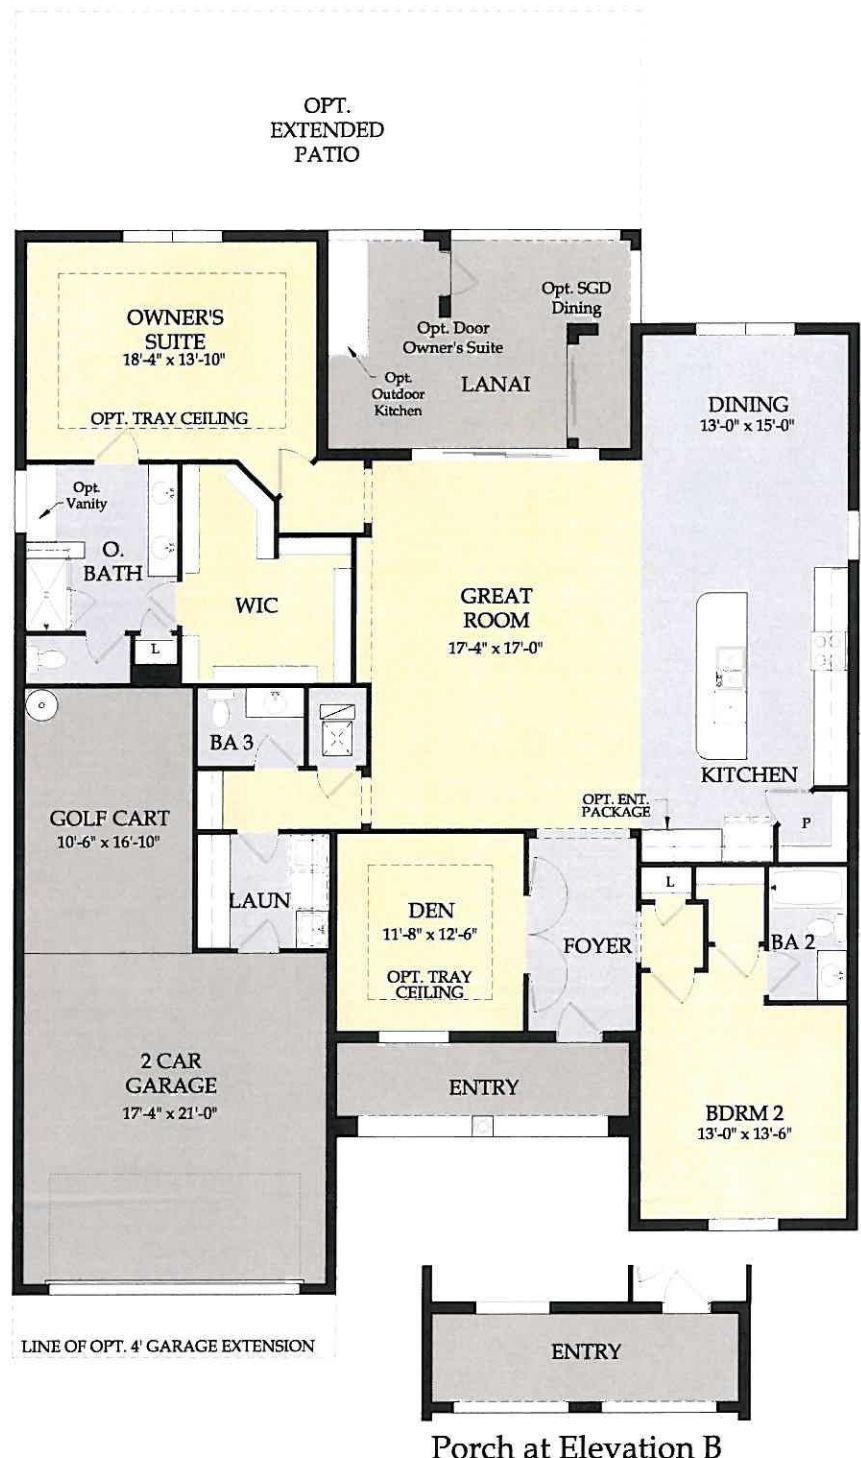 OPT.
EXTENDED
PATIO
OWNER'S
SUITE
18'-4" x 13'-10"
OPT. TRAY CEILING
Opt. SGD
Dining
Opt. Door
Owner's Suite
Opt.
Outdoor
Kitchen
LANAI
DINING
13'-0" x 15'-0"
Opt.
Vanity
O.
BATH
WIC
L
GREAT
ROOM
17'-4" x 17'-0"
BA 3
KITCHEN
OPT. ENT.
PACKAGE
P
GOLF CART
10'-6" x 16'-10"
LAUN
DEN
11'-8" x 12'-6"
OPT. TRAY
CEILING
FOYER
L
BA 2
2 CAR
GARAGE
17'-4" x 21'-0"
ENTRY
BDRM 2
13'-0" x 13'-6"
LINE OF OPT. 4' GARAGE EXTENSION
ENTRY
Porch at Elevation B